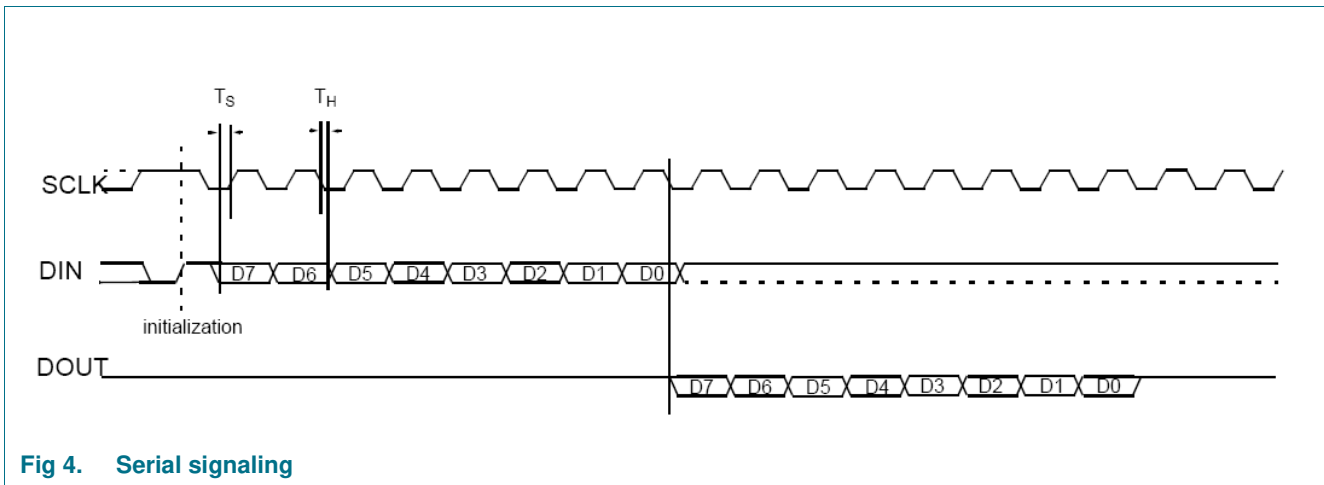 TS TH
SCLK
DIN D7 D6 D5 D4 D3 D2 D1 D0
initialization
DOUT D7 D6 D5 D4 D3 D2 D1 D0
Fig 4. Serial signaling